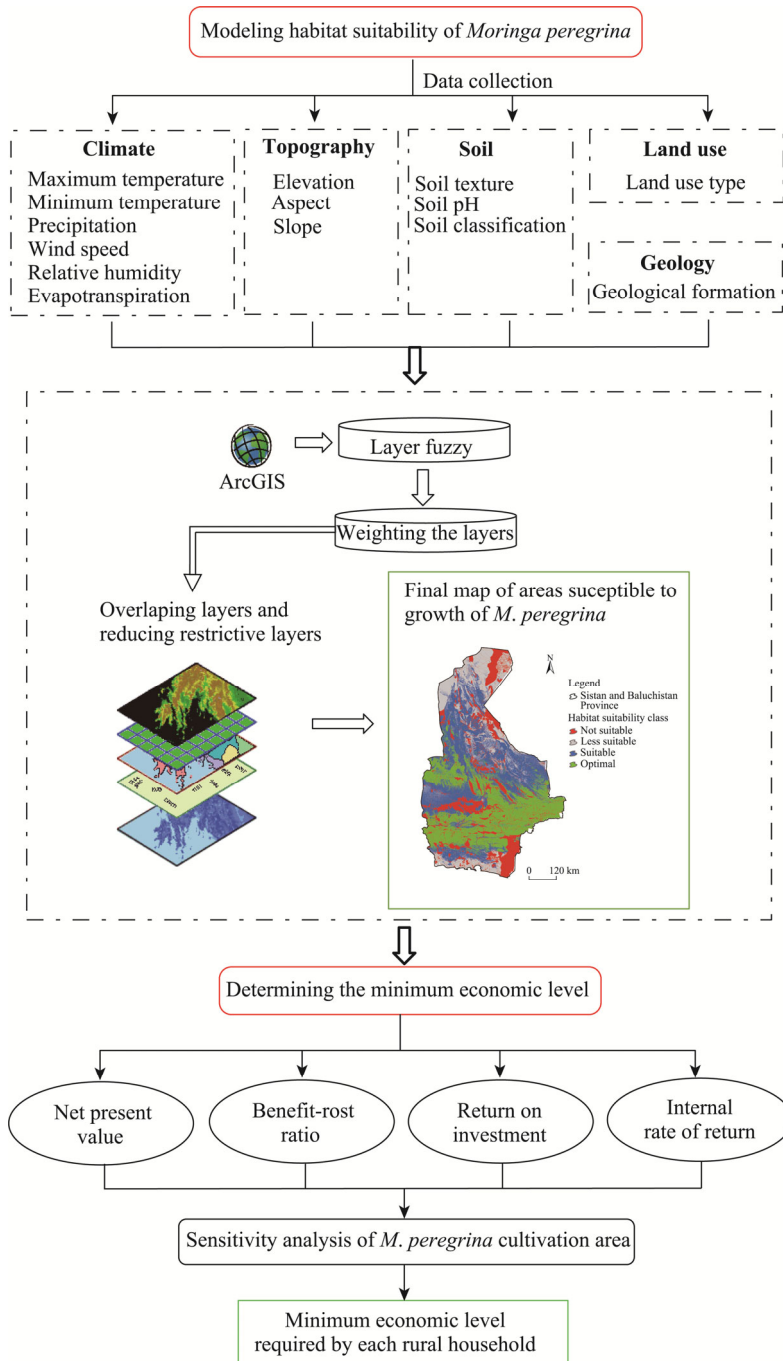 Modeling habitat suitability of Moringa peregrina
Data collection
Climate
Maximum temperature
Minimum temperature
Precipitation
Wind speed
Relative humidity
Evapotranspiration
Topography
Elevation
Aspect
Slope
Soil
Soil texture
Soil pH
Soil classification
Land use
Land use type
Geology
Geological formation
ArcGIS
Layer fuzzy
Weighting the layers
Overlaping layers and
reducing restrictive layers
Final map of areas suceptible to
growth of M. peregrina
N
Legend
Sistan and Baluchistan
Province
Habitat suitability class
Not suitable
Less suitable
Suitable
Optimal
0 120 km
Determining the minimum economic level
Net present
value
Benefit-rost
ratio
Return on
investment
Internal
rate of return
Sensitivity analysis of M. peregrina cultivation area
Minimum economic level
required by each rural household